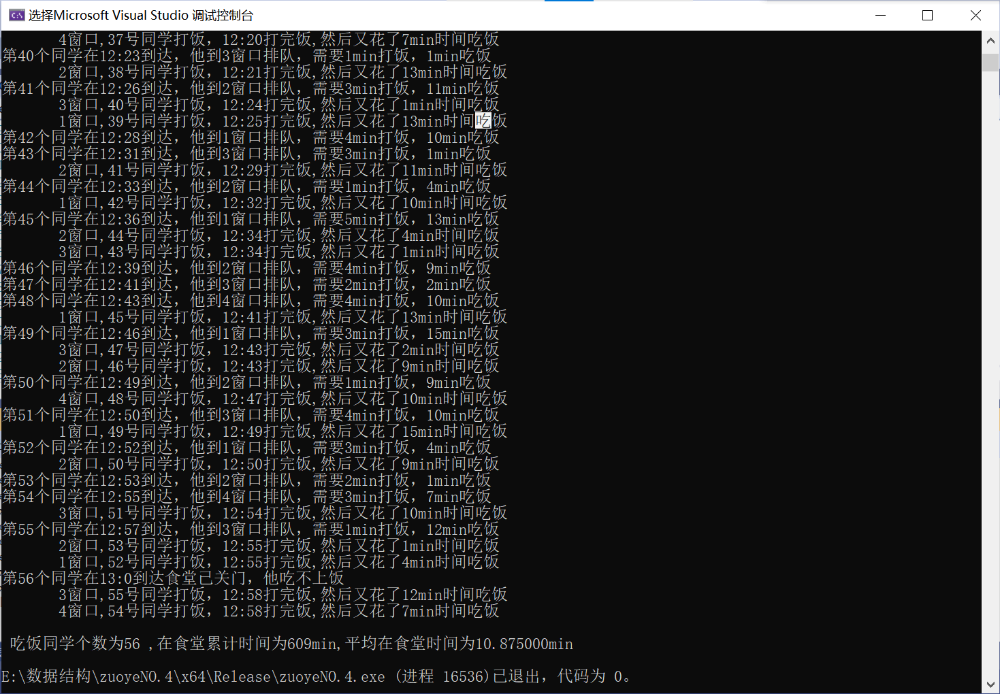 选择Microsoft Visual Studio 调试控制台
4窗口,37号同学打饭，12:20打完饭,然后又花了7min时间吃饭
第40个同学在12:23到达，他到3窗口排队，需要1min打饭，1min吃饭
2窗口,38号同学打饭，12:21打完饭,然后又花了13min时间吃饭
第41个同学在12:26到达，他到2窗口排队，需要3min打饭，11min吃饭
3窗口,40号同学打饭，12:24打完饭,然后又花了1min时间吃饭
1窗口,39号同学打饭，12:25打完饭,然后又花了13min时间吃饭
第42个同学在12:28到达，他到1窗口排队，需要4min打饭，10min吃饭
第43个同学在12:31到达，他到3窗口排队，需要3min打饭，1min吃饭
2窗口,41号同学打饭，12:29打完饭,然后又花了11min时间吃饭
第44个同学在12:33到达，他到2窗口排队，需要1min打饭，4min吃饭
1窗口,42号同学打饭，12:32打完饭,然后又花了10min时间吃饭
第45个同学在12:36到达，他到1窗口排队，需要5min打饭，13min吃饭
2窗口,44号同学打饭，12:34打完饭,然后又花了4min时间吃饭
3窗口,43号同学打饭，12:34打完饭,然后又花了1min时间吃饭
第46个同学在12:39到达，他到2窗口排队，需要4min打饭，9min吃饭
第47个同学在12:41到达，他到3窗口排队，需要2min打饭，2min吃饭
第48个同学在12:43到达，他到4窗口排队，需要4min打饭，10min吃饭
1窗口,45号同学打饭，12:41打完饭,然后又花了13min时间吃饭
第49个同学在12:46到达，他到1窗口排队，需要3min打饭，15min吃饭
3窗口,47号同学打饭，12:43打完饭,然后又花了2min时间吃饭
2窗口,46号同学打饭，12:43打完饭,然后又花了9min时间吃饭
第50个同学在12:49到达，他到2窗口排队，需要1min打饭，9min吃饭
4窗口,48号同学打饭，12:47打完饭,然后又花了10min时间吃饭
第51个同学在12:50到达，他到3窗口排队，需要4min打饭，10min吃饭
1窗口,49号同学打饭，12:49打完饭,然后又花了15min时间吃饭
第52个同学在12:52到达，他到1窗口排队，需要3min打饭，4min吃饭
2窗口,50号同学打饭，12:50打完饭,然后又花了9min时间吃饭
第53个同学在12:53到达，他到2窗口排队，需要2min打饭，1min吃饭
第54个同学在12:55到达，他到4窗口排队，需要3min打饭，7min吃饭
3窗口,51号同学打饭，12:54打完饭,然后又花了10min时间吃饭
第55个同学在12:57到达，他到3窗口排队，需要1min打饭，12min吃饭
2窗口,53号同学打饭，12:55打完饭,然后又花了1min时间吃饭
1窗口,52号同学打饭，12:55打完饭,然后又花了4min时间吃饭
第56个同学在13:0到达食堂已关门，他吃不上饭
3窗口,55号同学打饭，12:58打完饭,然后又花了12min时间吃饭
4窗口,54号同学打饭，12:58打完饭,然后又花了7min时间吃饭
吃饭同学个数为56 ,在食堂累计时间为609min,平均在食堂时间为10.875000min
E:\数据结构\zuoyeNO.4\x64\Release\zuoyeNO.4.exe (进程 16536)已退出，代码为 0。